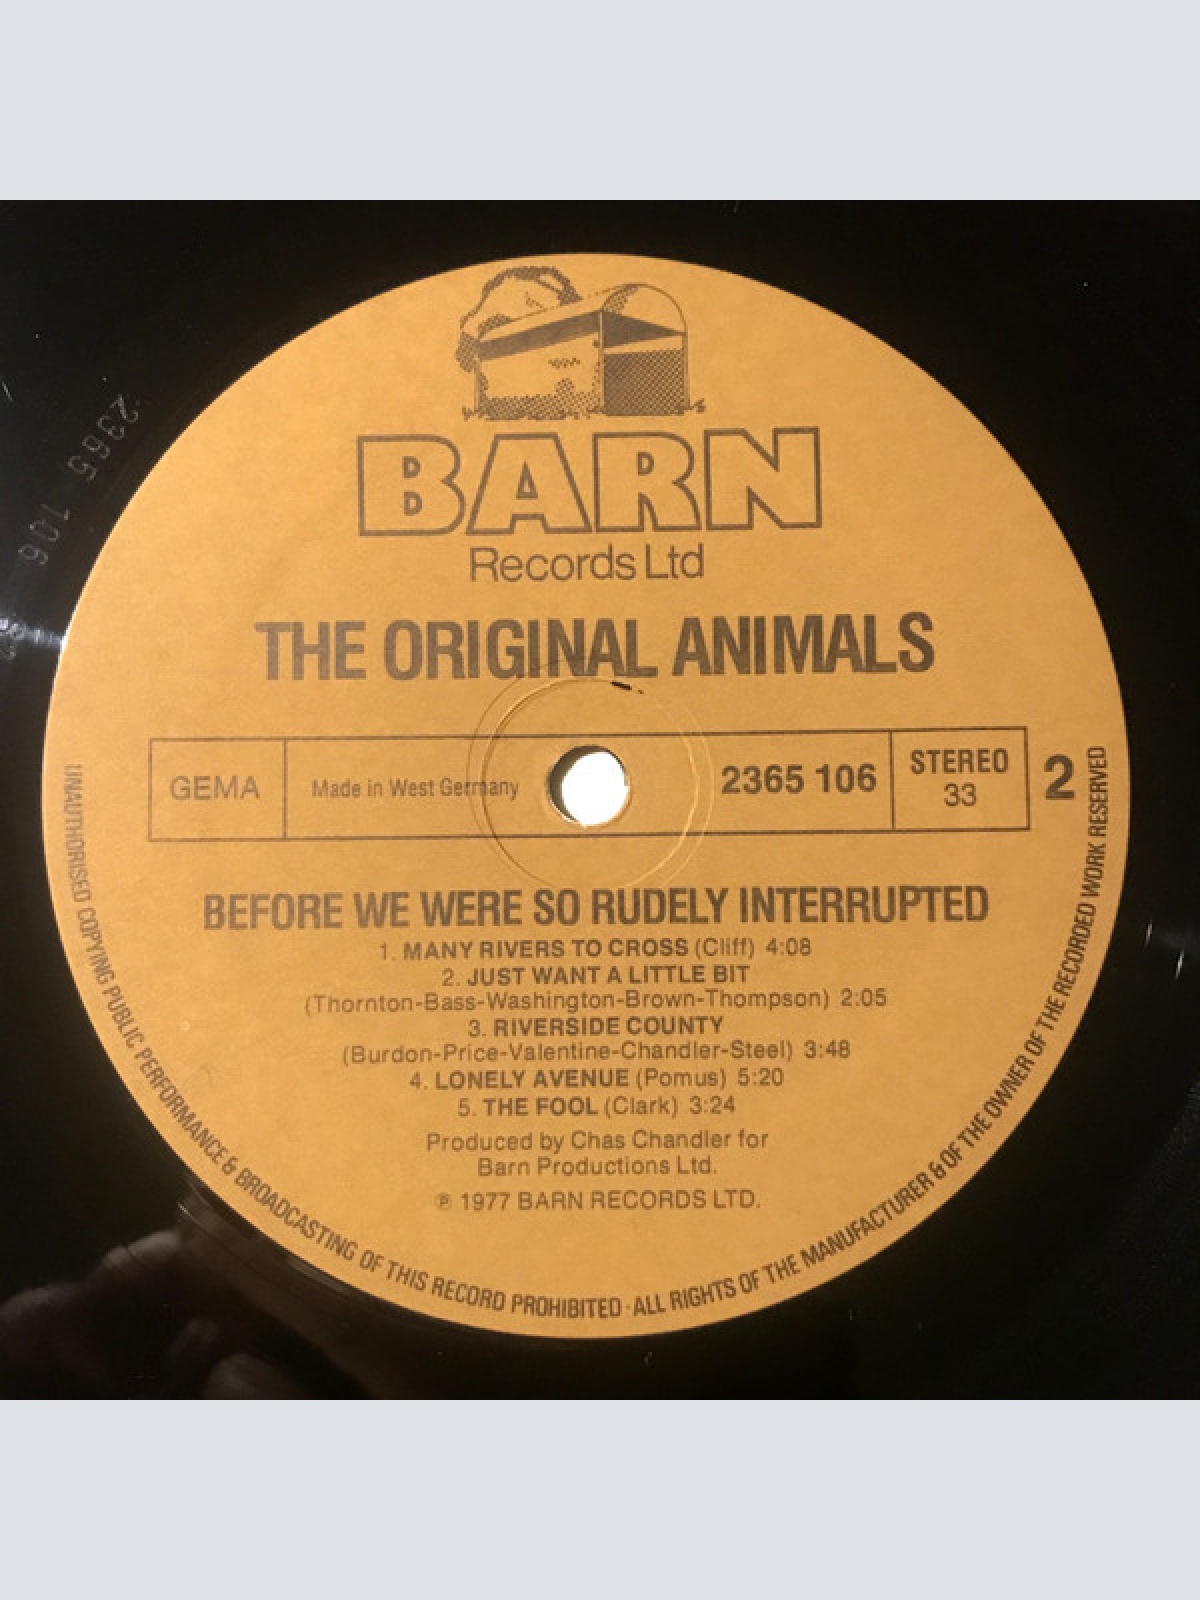 BARN
Records Ltd
THE ORIGINAL ANIMALS
GEMA
Made in West Germany
2365 106
STEREO
33
2
BEFORE WE WERE SO RUDELY INTERRUPTED
1. MANY RIVERS TO CROSS (Cliff) 4:08
2. JUST WANT A LITTLE BIT
(Thornton-Bass-Washington-Brown-Thompson) 2:05
3. RIVERSIDE COUNTY
(Burdon-Price-Valentine-Chandler-Steel) 3:48
4. LONELY AVENUE (Pomus) 5:20
5. THE FOOL (Clark) 3:24
Produced by Chas Chandler for
Barn Productions Ltd.
℗ 1977 BARN RECORDS LTD.
UNAUTHORISED COPYING PUBLIC PERFORMANCE & BROADCASTING OF THIS RECORD PROHIBITED · ALL RIGHTS OF THE MANUFACTURER & OF THE OWNER OF THE RECORDED WORK RESERVED
2365 106